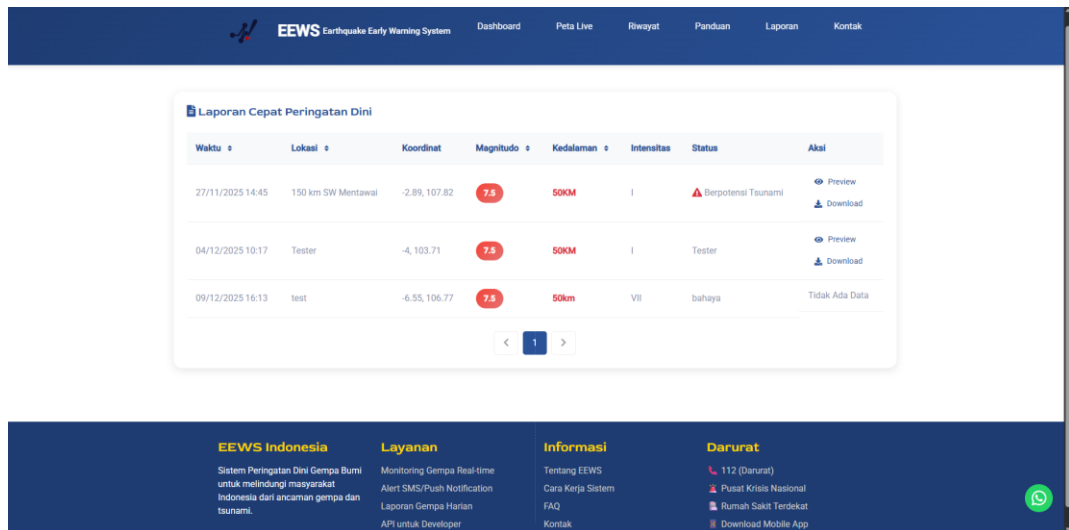 EEWS Earthquake Early Warning System Dashboard Peta Live Riwayat Panduan Laporan Kontak
Laporan Cepat Peringatan Dini
Waktu Lokasi Koordinat Magnitudo Kedalaman Intensitas Status Aksi
27/11/2025 14:45 150 km SW Mentawai -2.89, 107.82 7.5 50KM I Berpotensi Tsunami Preview
Download
04/12/2025 10:17 Tester -4, 103.71 7.5 50KM I Tester Preview
Download
09/12/2025 16:13 test -6.55, 106.77 7.5 50km VII bahaya Tidak Ada Data
< 1 >
EEWS Indonesia
Sistem Peringatan Dini Gempa Bumi
untuk melindungi masyarakat
Indonesia dari ancaman gempa dan
tsunami.
Layanan
Monitoring Gempa Real-time
Alert SMS/Push Notification
Laporan Gempa Harian
API untuk Developer
Informasi
Tentang EEWS
Cara Kerja Sistem
FAQ
Kontak
Darurat
112 (Darurat)
Pusat Krisis Nasional
Rumah Sakit Terdekat
Download Mobile App